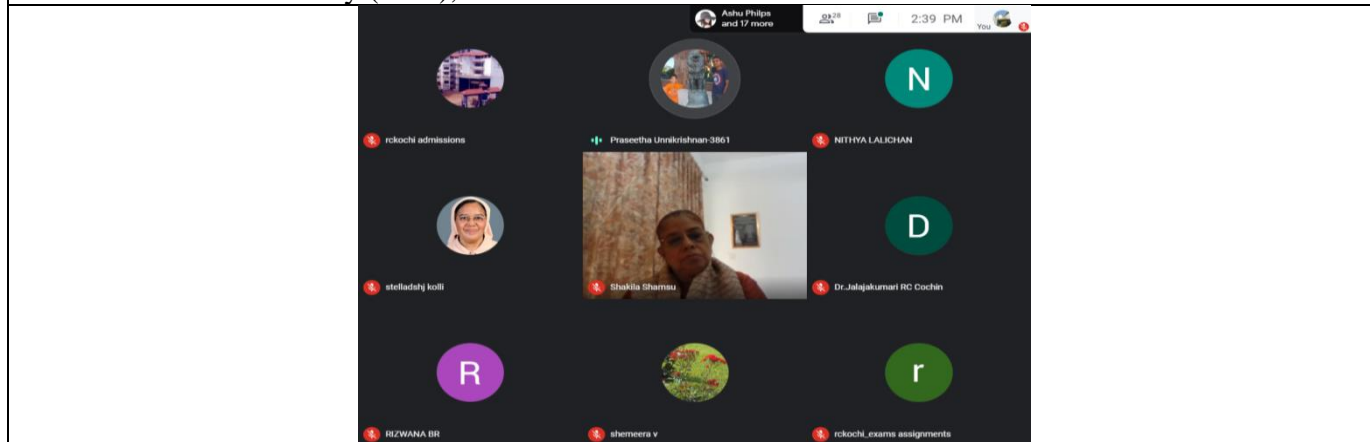 Ashu Philps
and 17 more
28
2:39 PM
You
N
rckochi admissions
Praseetha Unnikrishnan-3861
NITHYA LALICHAN
D
stelladshj kolli
Shakila Shamsu
Dr.Jalajakumari RC Cochin
R
r
RIZWANA BR
shemeera v
rckochi_exams assignments